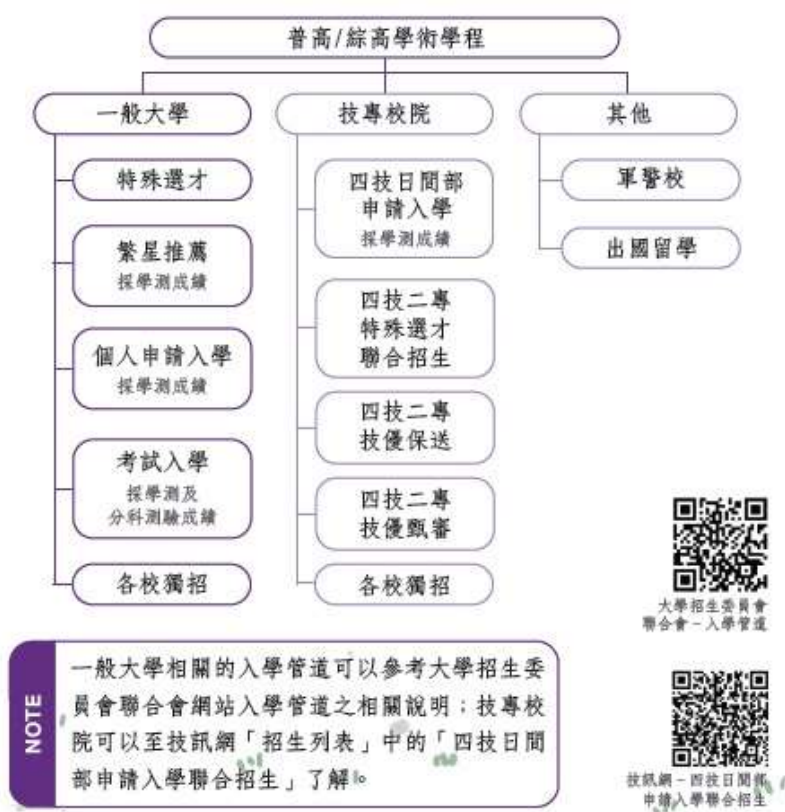 普高/綜高學術學程
一般大學
特殊選才
繁星推薦
採學測成績
個人申請入學
採學測成績
考試入學
採學測及
分科測驗成績
各校獨招
技專校院
四技日間部
申請入學
採學測成績
四技二專
特殊選才
聯合招生
四技二專
技優保送
四技二專
技優甄審
各校獨招
其他
軍警校
出國留學
大學招生委員會
聯合會-入學管道
NOTE
一般大學相關的入學管道可以參考大學招生委
員會聯合會網站入學管道之相關說明；技專校
院可以至技訊網「招生列表」中的「四技日間
部申請入學聯合招生」了解。
技訊網-四技日間部
申請入學聯合招生